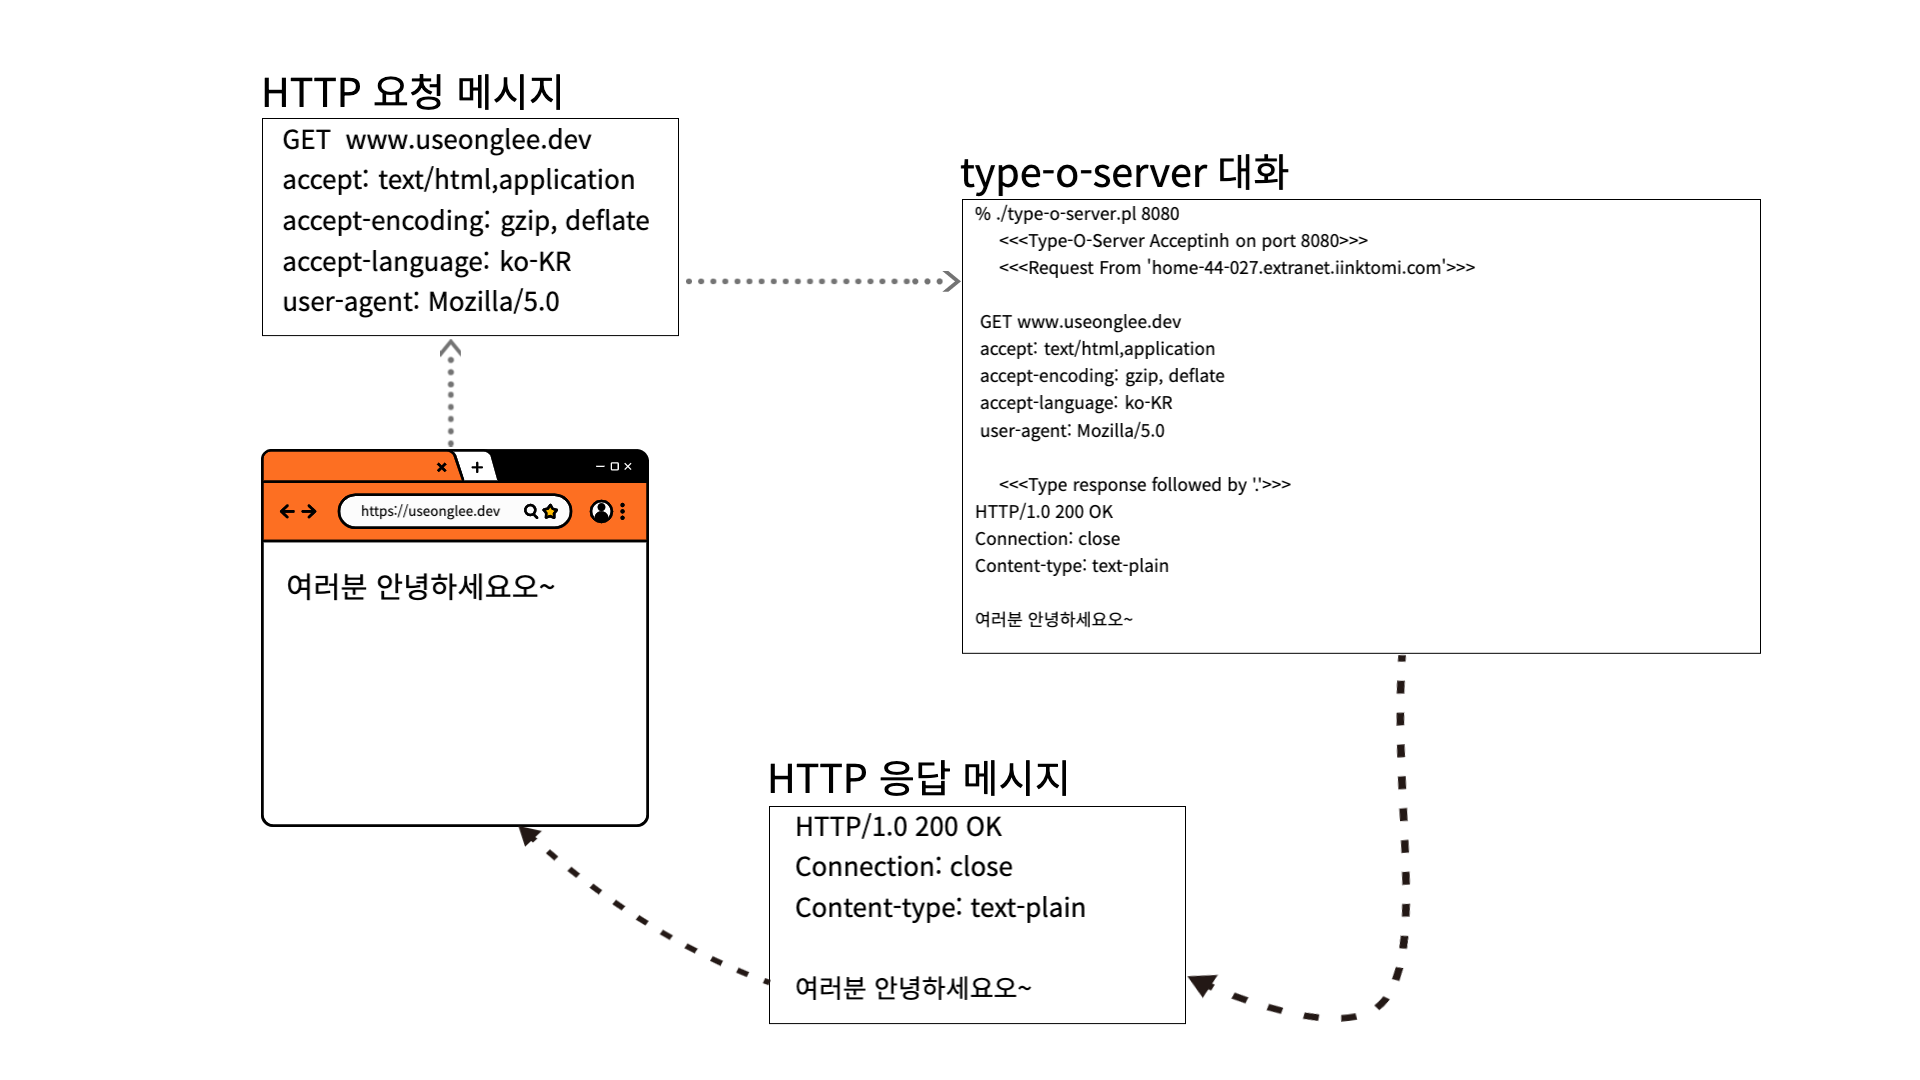 HTTP 요청 메시지
GET  www.useonglee.dev
accept: text/html,application
accept-encoding: gzip, deflate
accept-language: ko-KR
user-agent: Mozilla/5.0
type-o-server 대화
% ./type-o-server.pl 8080
<<<Type-O-Server Acceptinh on port 8080>>>
<<<Request From 'home-44-027.extranet.iinktomi.com'>>>
GET www.useonglee.dev
accept: text/html,application
accept-encoding: gzip, deflate
accept-language: ko-KR
user-agent: Mozilla/5.0
<<<Type response followed by '.'>>>
HTTP/1.0 200 OK
Connection: close
Content-type: text-plain
여러분 안녕하세요오~
https://useonglee.dev
여러분 안녕하세요오~
HTTP 응답 메시지
HTTP/1.0 200 OK
Connection: close
Content-type: text-plain
여러분 안녕하세요오~